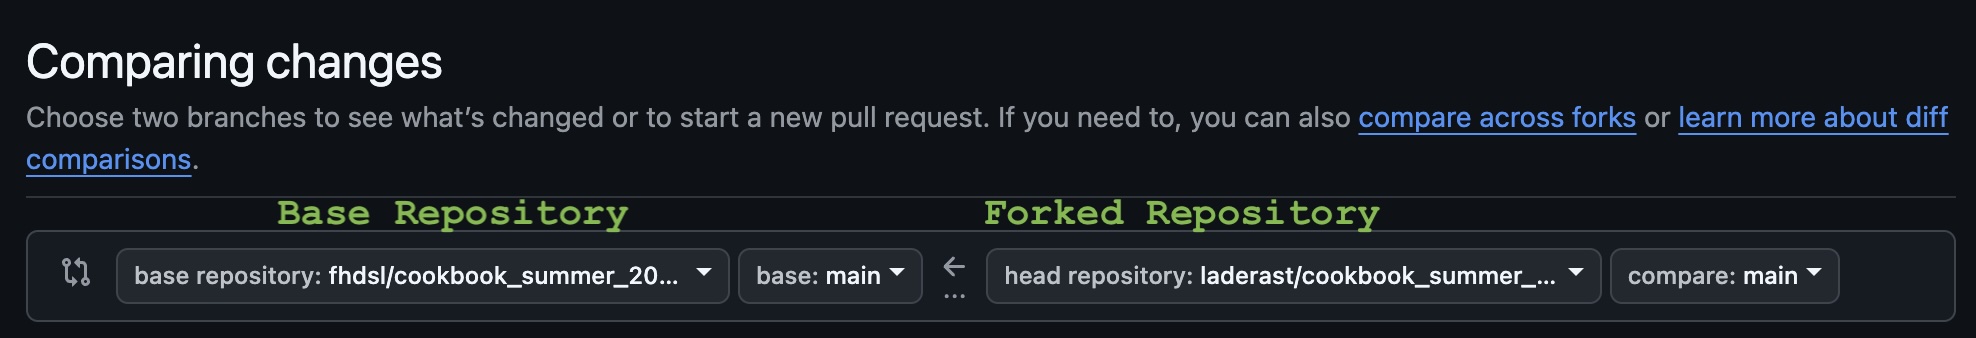 Comparing changes
Choose two branches to see what’s changed or to start a new pull request. If you need to, you can also compare across forks or learn more about diff
comparisons.
Base Repository Forked Repository
base repository: fhdsl/cookbook_summer_20... base: main ← ... head repository: laderast/cookbook_summer_... compare: main